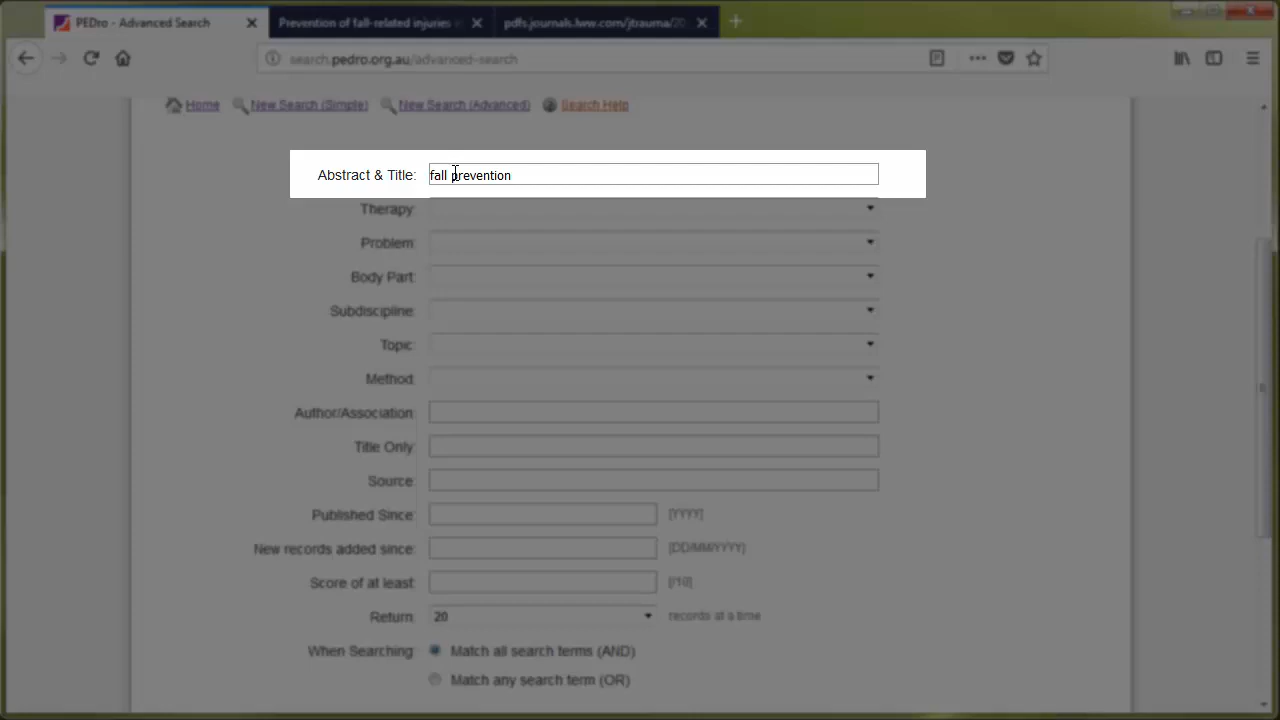 PEDro - Advanced Search
Prevention of fall-related injuries
pdfs.journals.lww.com/jtrauma/20
search.pedro.org.au/advanced-search
Home New Search (Simple) New Search (Advanced) Search Help
Abstract & Title: fall prevention
Therapy:
Problem:
Body Part:
Subdiscipline:
Topic:
Method:
Author/Association:
Title Only:
Source:
Published Since: [YYYY]
New records added since: [DD/MM/YYYY]
Score of at least: [/10]
Return: 20 records at a time
When Searching: Match all search terms (AND)
Match any search term (OR)